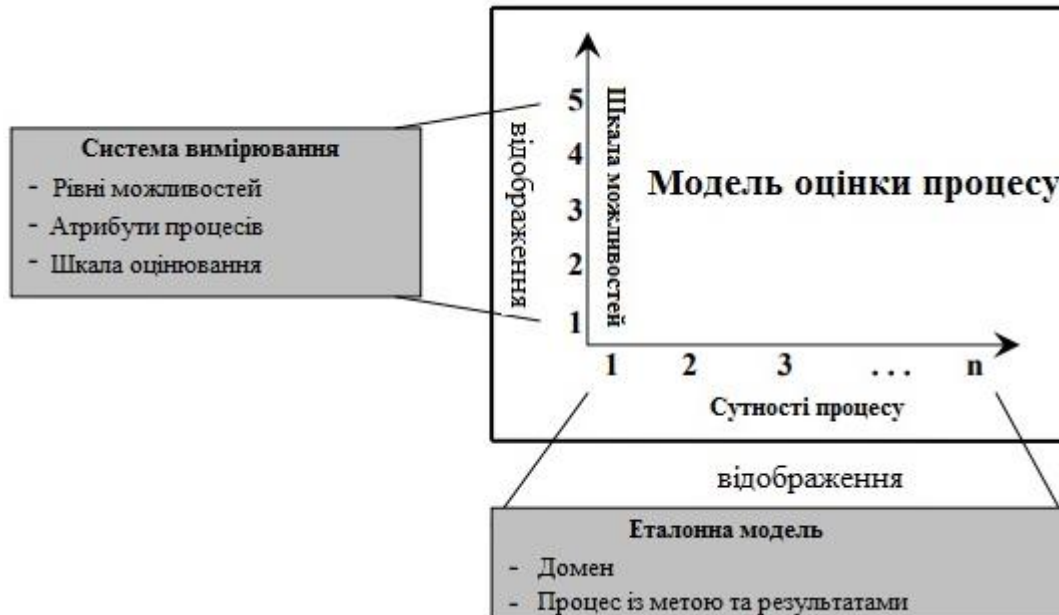 Система вимірювання
- Рівні можливостей
- Атрибути процесів
- Шкала оцінювання
відображення
5
4
3
2
1
Шкала можливостей
Модель оцінки процесу
1 2 3 ... n
Сутності процесу
відображення
Еталонна модель
- Домен
- Процес із метою та результатами